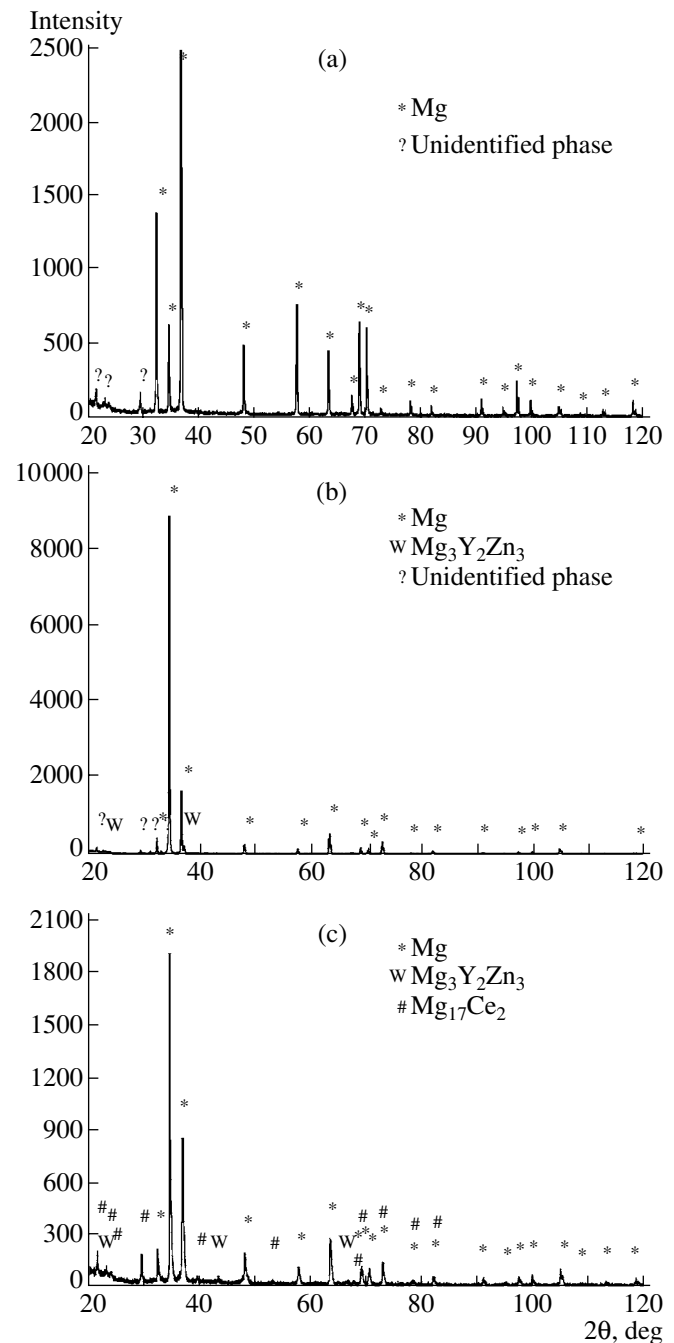 Intensity
2500
(a)
* Mg
2000
? Unidentified phase
1500
1000
500
0
20 30 40 50 60 70 80 90 100 110 120
10 000
(b)
* Mg
W Mg₃Y₂Zn₃
8000
? Unidentified phase
6000
4000
2000
0
20 40 60 80 100 120
2100
(c)
* Mg
W Mg₃Y₂Zn₃
1800
# Mg₁₇Ce₂
1500
1200
900
600
300
0
20 40 60 80 100 120
2θ, deg